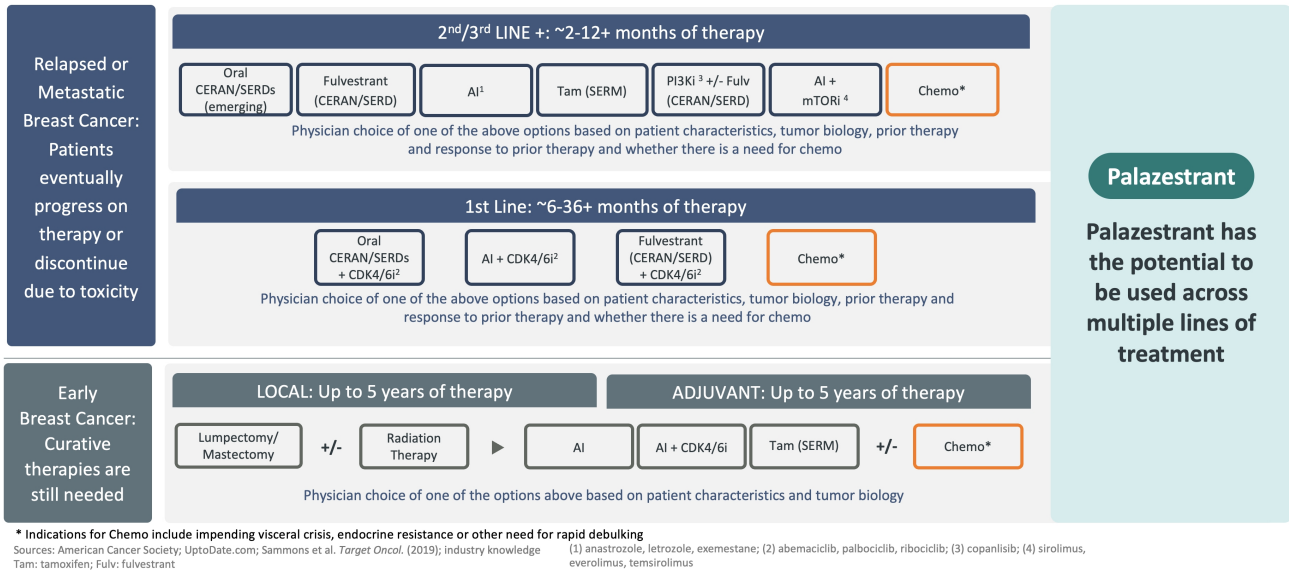 Relapsed or
Metastatic
Breast Cancer:
Patients
eventually
progress on
therapy or
discontinue
due to toxicity
2nd/3rd LINE +: ~2-12+ months of therapy
Oral
CERAN/SERDs
(emerging)
Fulvestrant
(CERAN/SERD)
AI1
Tam (SERM)
PI3Ki 3 +/- Fulv
(CERAN/SERD)
AI +
mTORi 4
Chemo*
Physician choice of one of the above options based on patient characteristics, tumor biology, prior therapy
and response to prior therapy and whether there is a need for chemo
1st Line: ~6-36+ months of therapy
Oral
CERAN/SERDs
+ CDK4/6i2
AI + CDK4/6i2
Fulvestrant
(CERAN/SERD)
+ CDK4/6i2
Chemo*
Physician choice of one of the above options based on patient characteristics, tumor biology, prior therapy and
response to prior therapy and whether there is a need for chemo
Early
Breast Cancer:
Curative
therapies are
still needed
LOCAL: Up to 5 years of therapy
ADJUVANT: Up to 5 years of therapy
Lumpectomy/
Mastectomy
+/-
Radiation
Therapy
AI
AI + CDK4/6i
Tam (SERM)
+/-
Chemo*
Physician choice of one of the options above based on patient characteristics and tumor biology
Palazestrant
Palazestrant has
the potential to
be used across
multiple lines of
treatment
* Indications for Chemo include impending visceral crisis, endocrine resistance or other need for rapid debulking
Sources: American Cancer Society; UptoDate.com; Sammons et al. Target Oncol. (2019); industry knowledge
Tam: tamoxifen; Fulv: fulvestrant
(1) anastrozole, letrozole, exemestane; (2) abemaciclib, palbociclib, ribociclib; (3) copanlisib; (4) sirolimus,
everolimus, temsirolimus